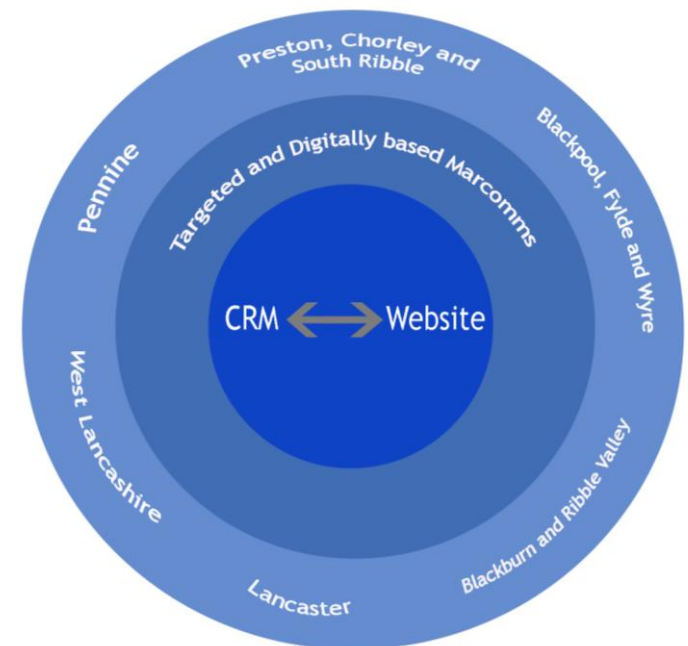 Preston, Chorley and
South Ribble
Blackpool, Fylde and Wyre
Blackburn and Ribble Valley
Lancaster
West Lancashire
Pennine
Targeted and Digitally based Marcomms
CRM
Website